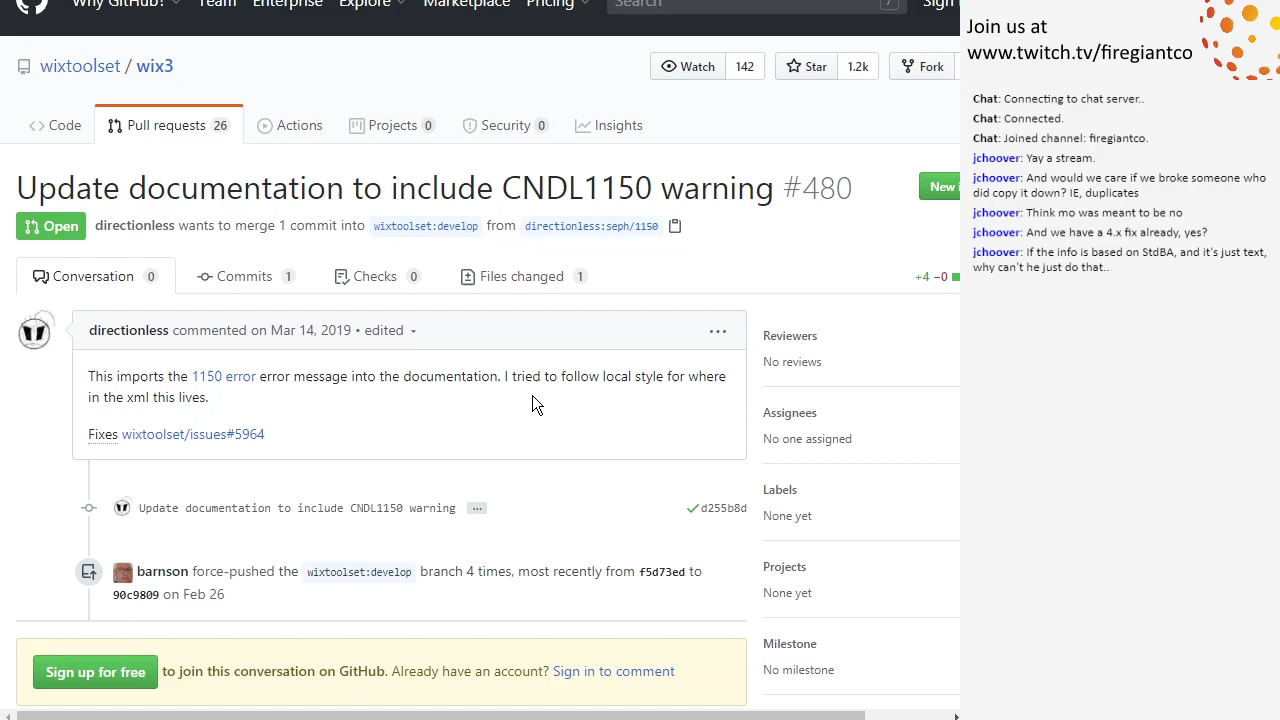 Why GitHub? Team Enterprise Explore Marketplace Pricing Search / Sign
wixtoolset / wix3
Watch 142 Star 1.2k Fork
Code Pull requests 26 Actions Projects 0 Security 0 Insights
Update documentation to include CNDL1150 warning #480
New i
Open directionless wants to merge 1 commit into wixtoolset:develop from directionless:seph/1150
Conversation 0 Commits 1 Checks 0 Files changed 1 +4 −0
directionless commented on Mar 14, 2019 • edited
This imports the 1150 error error message into the documentation. I tried to follow local style for where
in the xml this lives.
Fixes wixtoolset/issues#5964
Update documentation to include CNDL1150 warning ... d255b8d
barnson force-pushed the wixtoolset:develop branch 4 times, most recently from f5d73ed to
90c9809 on Feb 26
Sign up for free to join this conversation on GitHub. Already have an account? Sign in to comment
Reviewers
No reviews
Assignees
No one assigned
Labels
None yet
Projects
None yet
Milestone
No milestone
Join us at
www.twitch.tv/firegiantco
Chat: Connecting to chat server..
Chat: Connected.
Chat: Joined channel: firegiantco.
jchoover: Yay a stream.
jchoover: And would we care if we broke someone who
did copy it down? IE, duplicates
jchoover: Think mo was meant to be no
jchoover: And we have a 4.x fix already, yes?
jchoover: If the info is based on StdBA, and it's just text,
why can't he just do that..